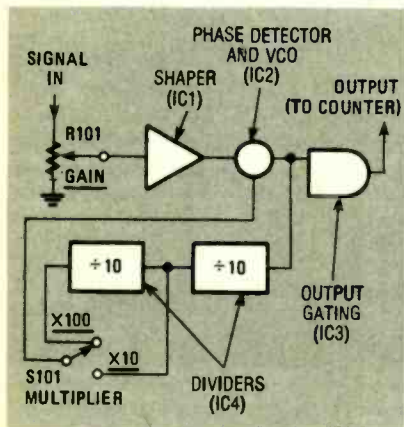 SIGNAL
IN
R101
GAIN
SHAPER
(IC1)
PHASE DETECTOR
AND VCO
(IC2)
OUTPUT
(TO COUNTER)
÷10
÷10
X100
X10
S101
MULTIPLIER
DIVIDERS
(IC4)
OUTPUT
GATING
(IC3)